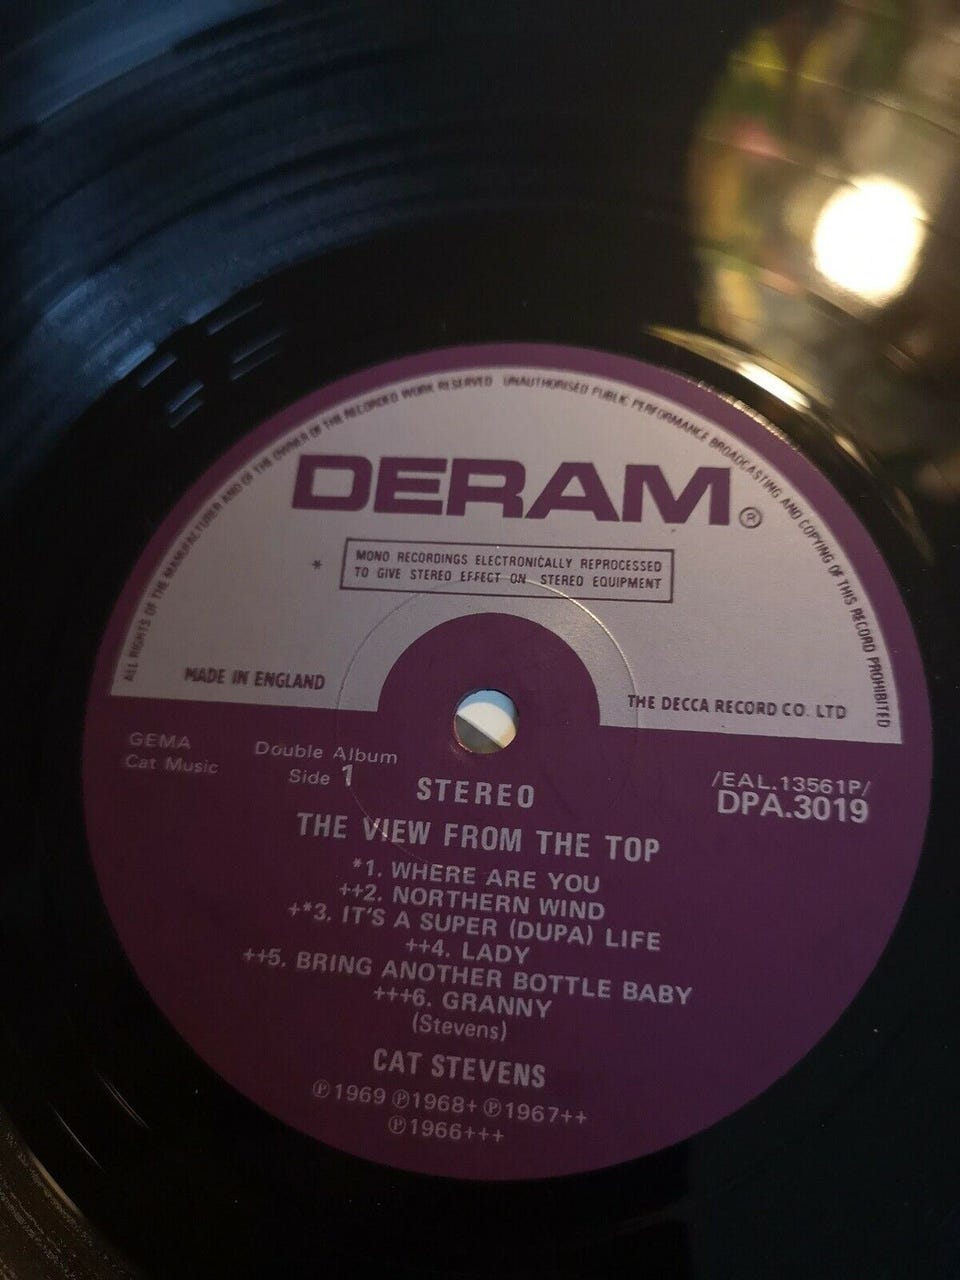 ALL RIGHTS OF THE MANUFACTURER AND OF THE OWNER OF THE RECORDED WORK RESERVED UNAUTHORISED PUBLIC PERFORMANCE BROADCASTING AND COPYING OF THIS RECORD PROHIBITED
DERAM ®
* MONO RECORDINGS ELECTRONICALLY REPROCESSED
TO GIVE STEREO EFFECT ON STEREO EQUIPMENT
MADE IN ENGLAND
THE DECCA RECORD CO. LTD
GEMA
Cat Music
Double Album
Side 1
STEREO
/EAL.13561P/
DPA.3019
THE VIEW FROM THE TOP
*1. WHERE ARE YOU
++2. NORTHERN WIND
+*3. IT'S A SUPER (DUPA) LIFE
++4. LADY
++5. BRING ANOTHER BOTTLE BABY
+++6. GRANNY
(Stevens)
CAT STEVENS
℗1969 ℗1968+ ℗1967++
℗1966+++